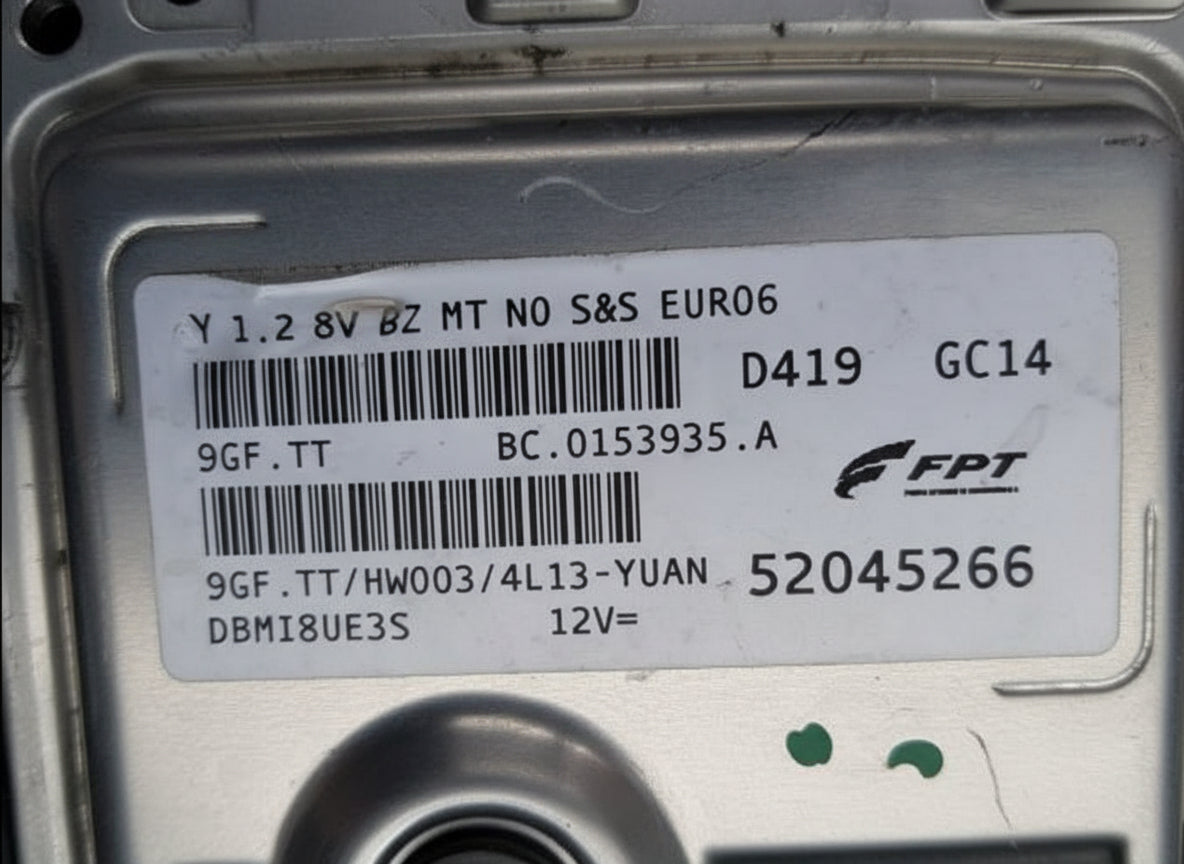 Y 1.2 8V BZ MT NO S&S EURO6
D419 GC14
9GF.TT BC.0153935.A
FPT
9GF.TT/HW003/4L13-YUAN 52045266
DBMI8UE3S 12V=